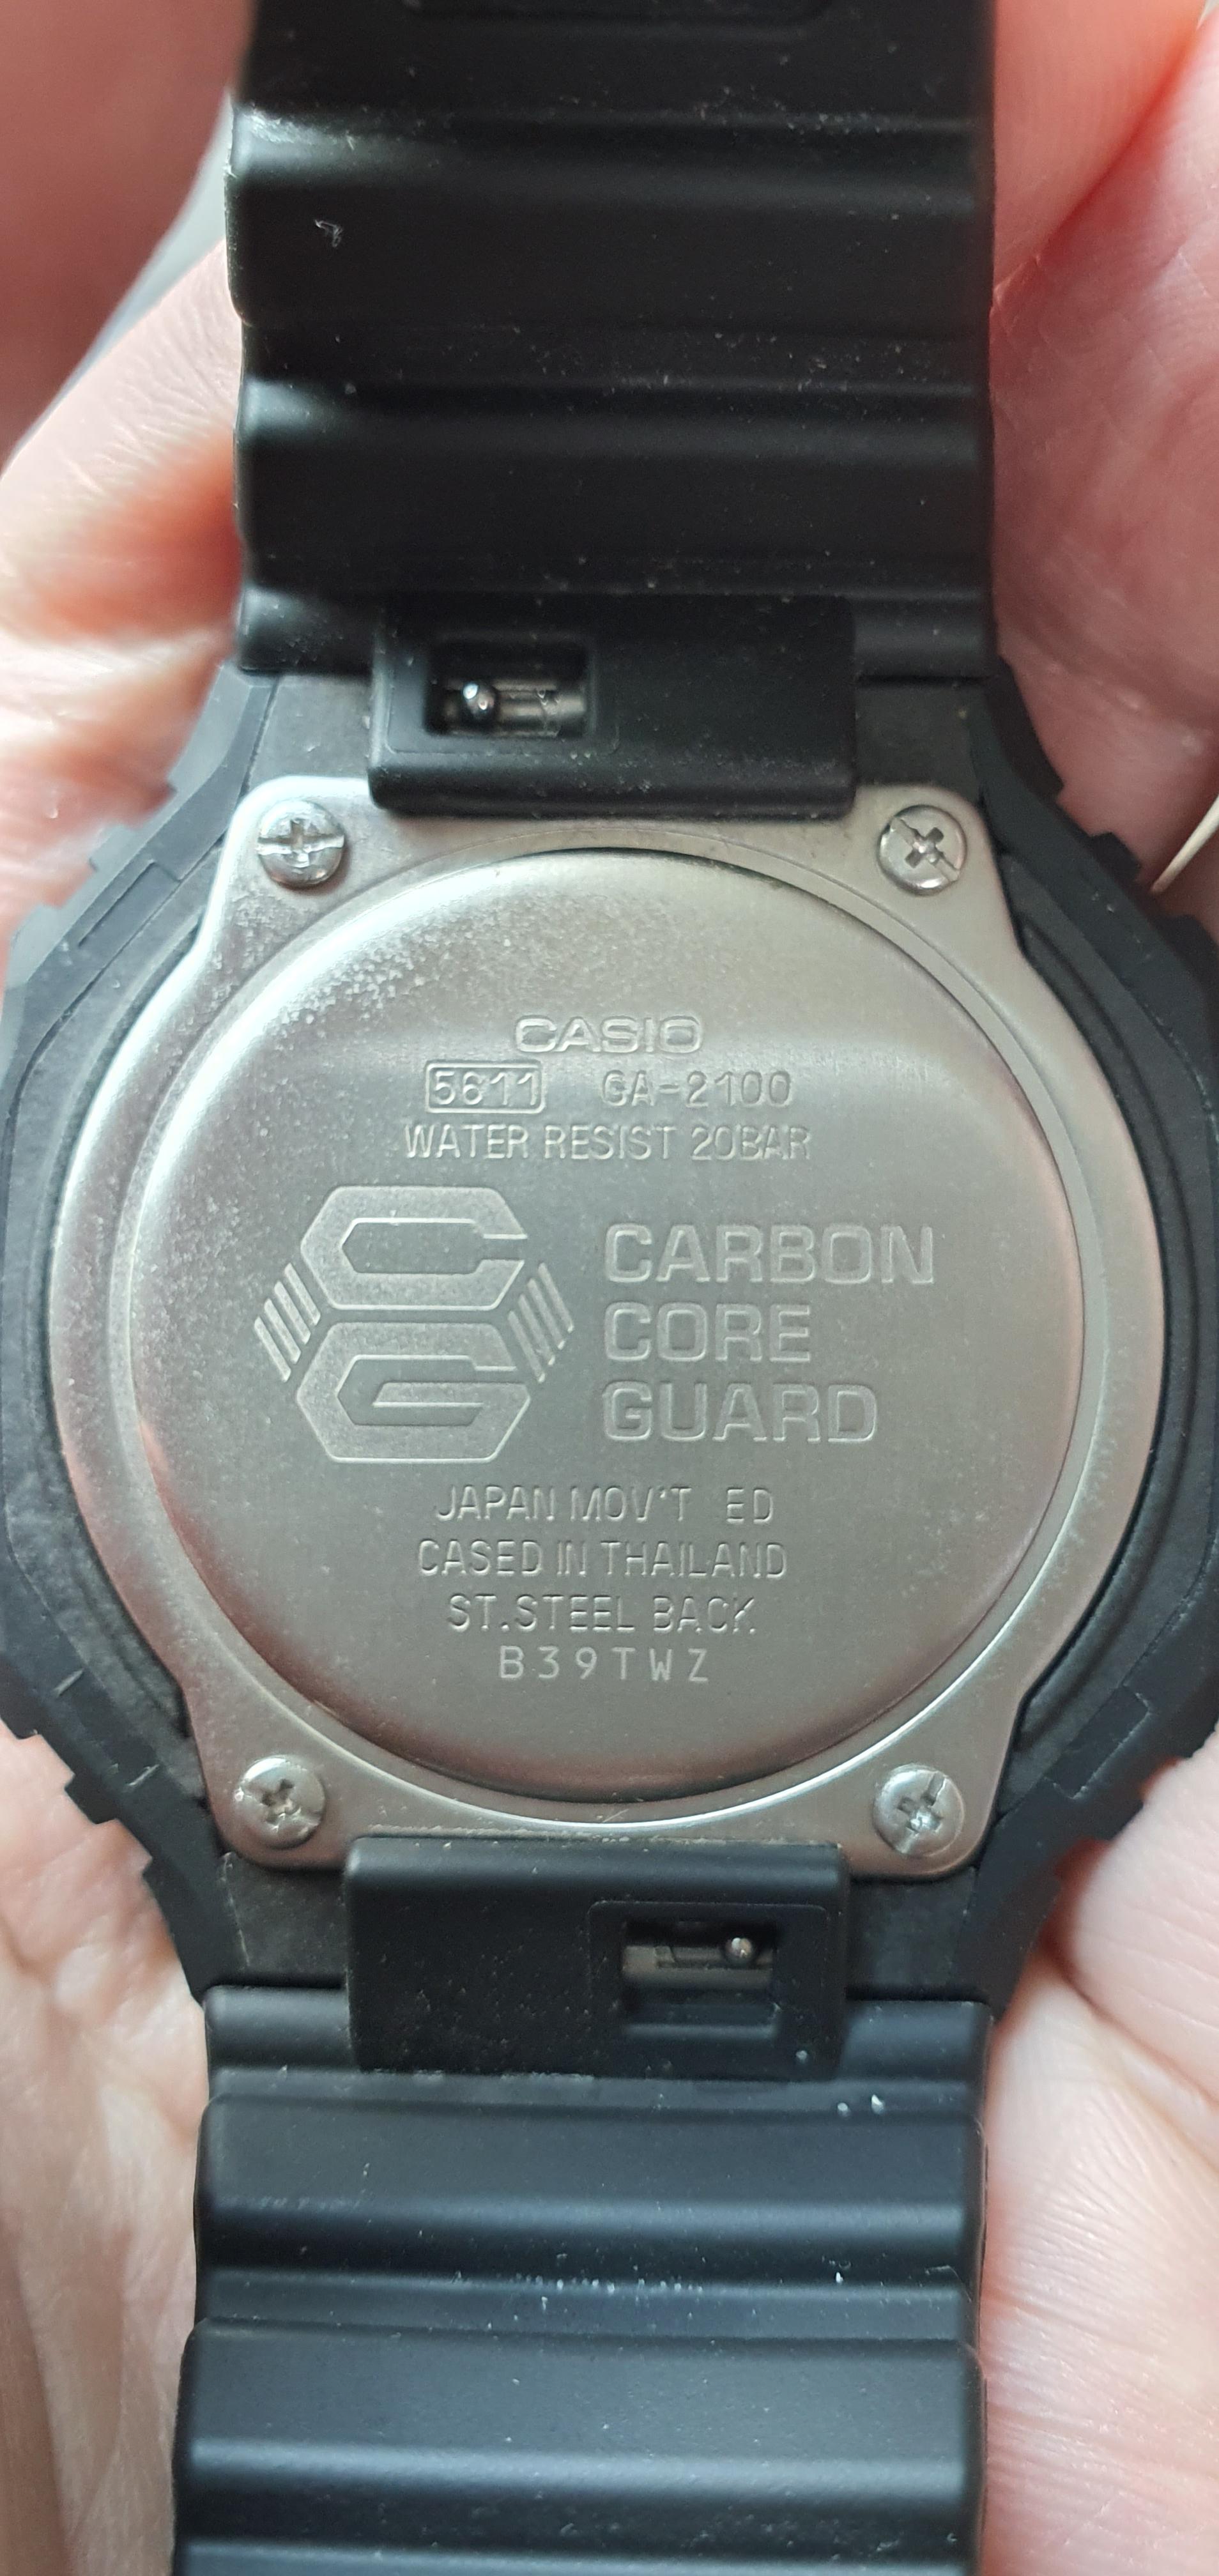 CASIO
5611 GA-2100
WATER RESIST 20BAR
CARBON
CORE
GUARD
JAPAN MOV'T ED
CASED IN THAILAND
ST.STEEL BACK
B39TWZ